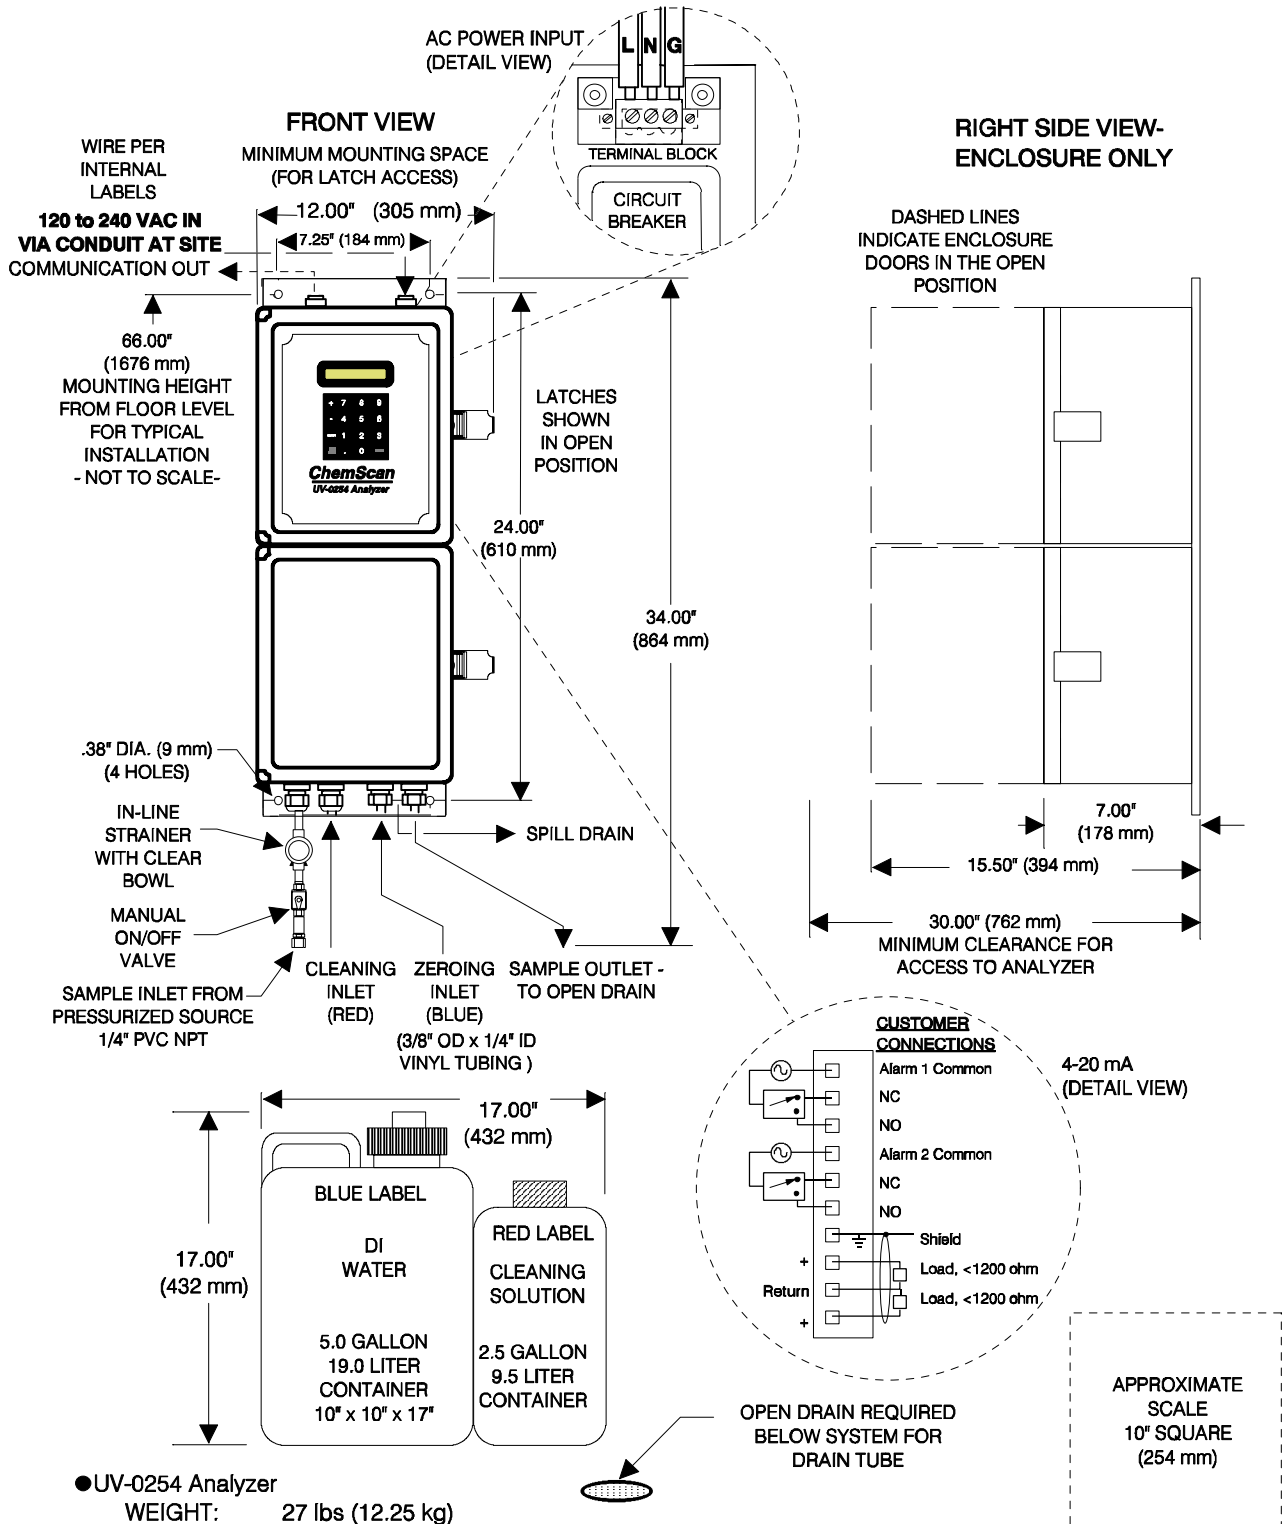 AC POWER INPUT
(DETAIL VIEW)
L N G
TERMINAL BLOCK
CIRCUIT
BREAKER
FRONT VIEW
MINIMUM MOUNTING SPACE
(FOR LATCH ACCESS)
12.00" (305 mm)
7.25" (184 mm)
WIRE PER
INTERNAL
LABELS
120 to 240 VAC IN
VIA CONDUIT AT SITE
COMMUNICATION OUT
66.00"
(1676 mm)
MOUNTING HEIGHT
FROM FLOOR LEVEL
FOR TYPICAL
INSTALLATION
- NOT TO SCALE-
+ 7 8 9
- 4 5 6
1 2 3
. 0
ChemScan
UV-0254 Analyzer
LATCHES
SHOWN
IN OPEN
POSITION
24.00"
(610 mm)
34.00"
(864 mm)
RIGHT SIDE VIEW-
ENCLOSURE ONLY
DASHED LINES
INDICATE ENCLOSURE
DOORS IN THE OPEN
POSITION
7.00"
(178 mm)
15.50" (394 mm)
30.00" (762 mm)
MINIMUM CLEARANCE FOR
ACCESS TO ANALYZER
.38" DIA. (9 mm)
(4 HOLES)
IN-LINE
STRAINER
WITH CLEAR
BOWL
MANUAL
ON/OFF
VALVE
SAMPLE INLET FROM
PRESSURIZED SOURCE
1/4" PVC NPT
SPILL DRAIN
CLEANING
INLET
(RED)
ZEROING
INLET
(BLUE)
(3/8" OD x 1/4" ID
VINYL TUBING )
SAMPLE OUTLET -
TO OPEN DRAIN
CUSTOMER
CONNECTIONS
Alarm 1 Common
NC
NO
Alarm 2 Common
NC
NO
Shield
+
Load, <1200 ohm
Return
Load, <1200 ohm
+
4-20 mA
(DETAIL VIEW)
17.00"
(432 mm)
17.00"
(432 mm)
BLUE LABEL
DI
WATER
5.0 GALLON
19.0 LITER
CONTAINER
10" x 10" x 17"
RED LABEL
CLEANING
SOLUTION
2.5 GALLON
9.5 LITER
CONTAINER
OPEN DRAIN REQUIRED
BELOW SYSTEM FOR
DRAIN TUBE
APPROXIMATE
SCALE
10" SQUARE
(254 mm)
●UV-0254 Analyzer
WEIGHT: 27 lbs (12.25 kg)